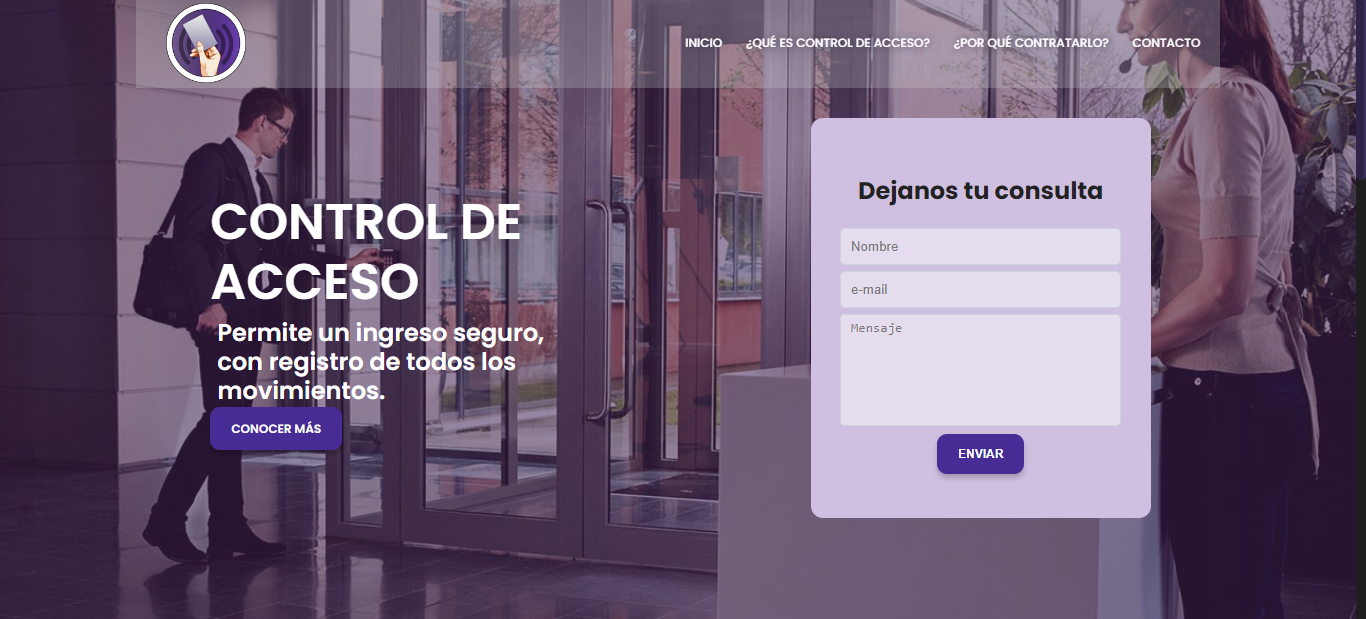 INICIO ¿QUÉ ES CONTROL DE ACCESO? ¿POR QUÉ CONTRATARLO? CONTACTO
CONTROL DE
ACCESO
Permite un ingreso seguro,
con registro de todos los
movimientos.
CONOCER MÁS
Dejanos tu consulta
Nombre
e-mail
Mensaje
ENVIAR